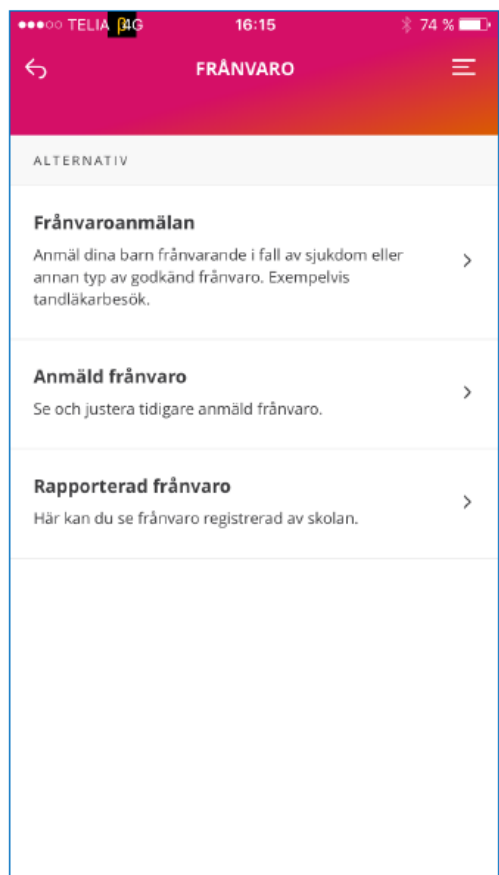 TELIA 4G 16:15 74 %
FRÅNVARO
ALTERNATIV
Frånvaroanmälan
Anmäl dina barn frånvarande i fall av sjukdom eller
annan typ av godkänd frånvaro. Exempelvis
tandläkarbesök.
Anmäld frånvaro
Se och justera tidigare anmäld frånvaro.
Rapporterad frånvaro
Här kan du se frånvaro registrerad av skolan.